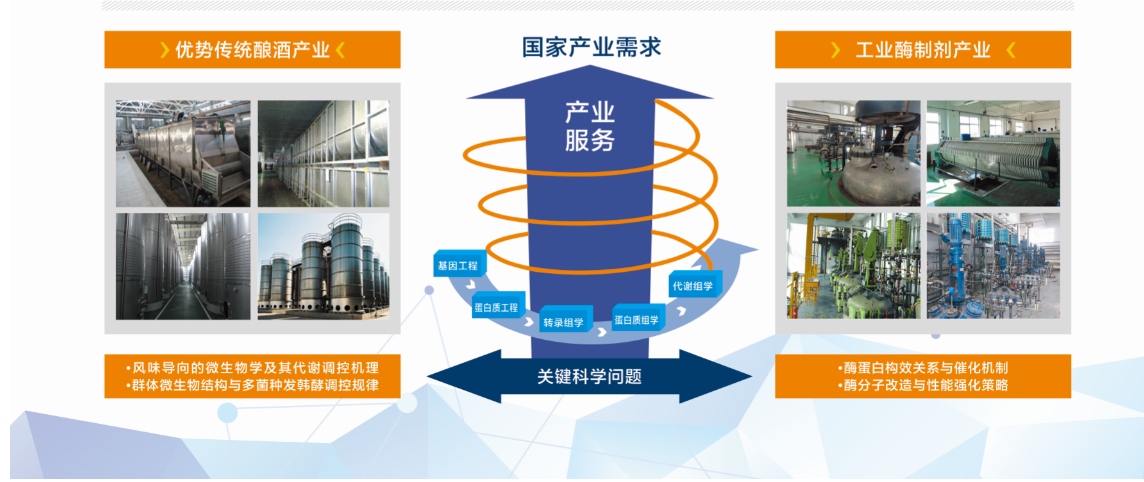 优势传统酿酒产业
国家产业需求
工业酶制剂产业
产业
服务
基因工程
蛋白质工程
转录组学
蛋白质组学
代谢组学
关键科学问题
•风味导向的微生物学及其代谢调控机理
•群体微生物结构与多菌种发韩酵调控规律
•酶蛋白构效关系与催化机制
•酶分子改造与性能强化策略